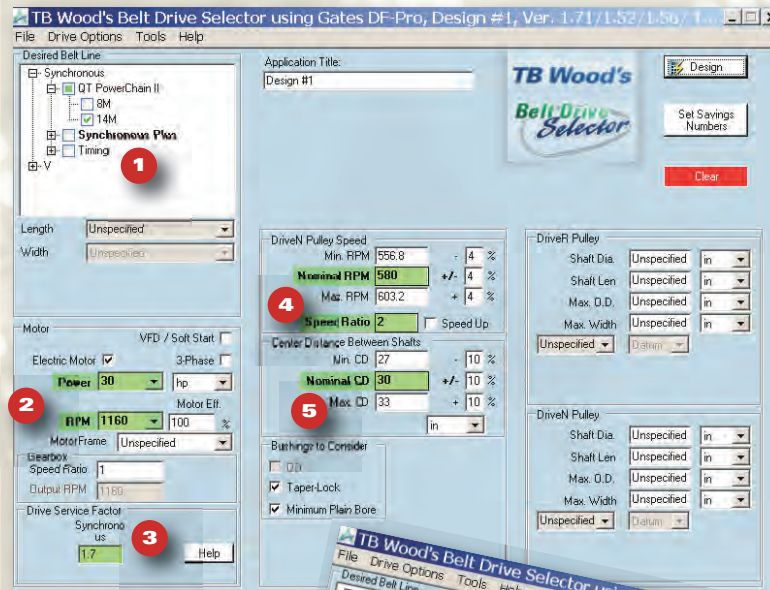 TB Wood's Belt Drive Selector using Gates DF-Pro, Design #1, Ver. 1.71/1.52/1.56/
File Drive Options Tools Help
Desired Belt Line
Synchronous
QT PowerChain II
8M
14M
Synchronous Plus
Timing
V
1
Length Unspecified
Width Unspecified
Application Title:
Design #1
TB Wood's
Belt Drive
Selector
Design
Set Savings
Numbers
Clear
Motor
VFD / Soft Start
Electric Motor 3-Phase
Power 30 hp
2
Motor Eff.
RPM 1160 100 %
Motor Frame Unspecified
Gearbox
Speed Ratio 1
Output RPM 1160
Drive Service Factor
Synchrono
us
1.7
3
Help
DriveN Pulley Speed
Min. RPM 556.8 - 4 %
Nominal RPM 580 +/- 4 %
Max. RPM 603.2 + 4 %
4
Speed Ratio 2 Speed Up
Center Distance Between Shafts
Min. CD 27 - 10 %
Nominal CD 30 +/- 10 %
Max. CD 33 + 10 %
5
in
Bushings to Consider
QD
Taper-Lock
Minimum Plain Bore
DriveR Pulley
Shaft Dia. Unspecified in
Shaft Len Unspecified in
Max. O.D. Unspecified in
Max. Width Unspecified in
Unspecified Datum
DriveN Pulley
Shaft Dia. Unspecified in
Shaft Len Unspecified in
Max. O.D. Unspecified in
Max. Width Unspecified in
Unspecified Datum
TB Wood's Belt Drive Selector
File Drive Options Tools
Desired Belt Line